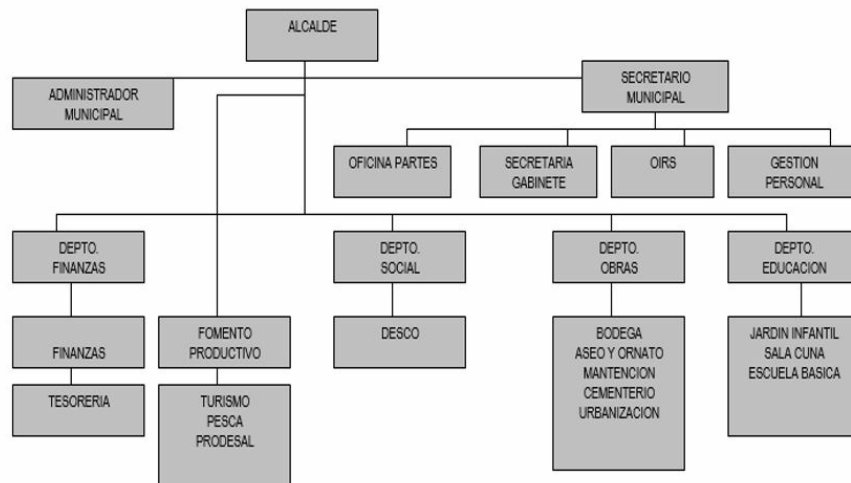 ALCALDE
ADMINISTRADOR
MUNICIPAL
SECRETARIO
MUNICIPAL
OFICINA PARTES
SECRETARIA
GABINETE
OIRS
GESTION
PERSONAL
DEPTO.
FINANZAS
DEPTO.
SOCIAL
DEPTO.
OBRAS
DEPTO.
EDUCACION
FINANZAS
FOMENTO
PRODUCTIVO
DESCO
BODEGA
ASEO Y ORNATO
MANTENCION
CEMENTERIO
URBANIZACION
JARDIN INFANTIL
SALA CUNA
ESCUELA BASICA
TESORERIA
TURISMO
PESCA
PRODESAL